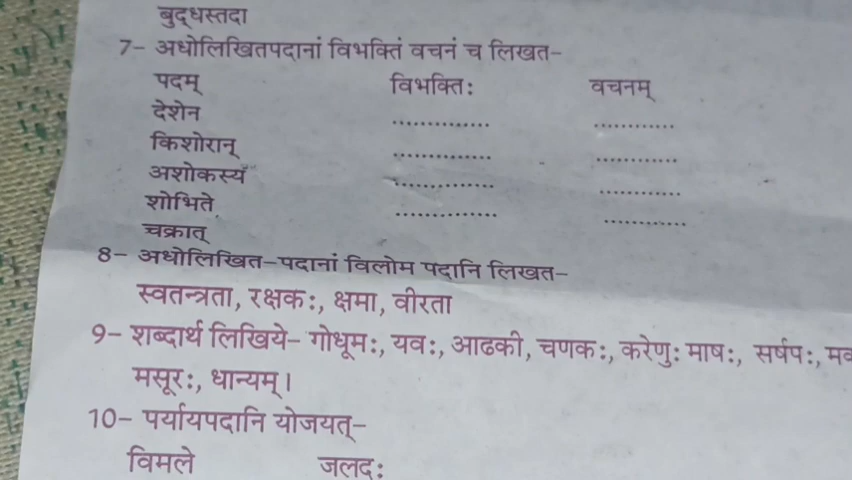 बुद्धस्तदा
7- अधोलिखितपदानां विभक्तिं वचनं च लिखत-
पदम् विभक्ति: वचनम्
देशेन ............. ...........
किशोरान् ............. ...........
अशोकस्य ............. ...........
शोभिते ............. ...........
चक्रात्
8- अधोलिखित-पदानां विलोम पदानि लिखत-
स्वतन्त्रता, रक्षक:, क्षमा, वीरता
9- शब्दार्थ लिखिये- गोधूम:, यव:, आढकी, चणक:, करेणु: माष:, सर्षप:,
मसूर:, धान्यम्।
10- पर्यायपदानि योजयत्-
विमले जलद: